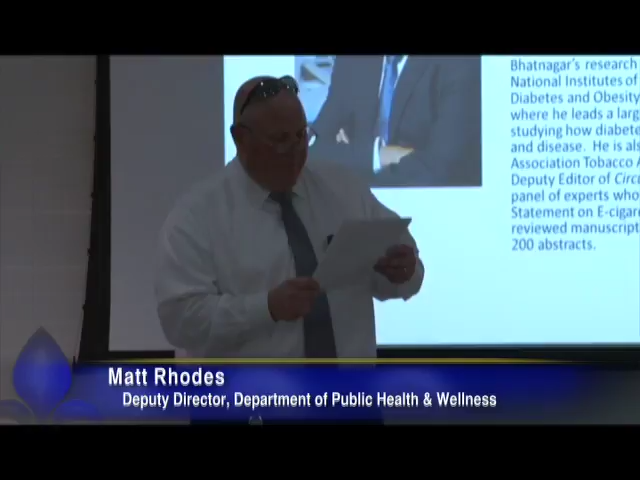 Bhatnagar's research
National Institutes of
Diabetes and Obesity
where he leads a larg
studying how diabete
and disease. He is als
Association Tobacco A
Deputy Editor of Circu
panel of experts who
Statement on E-cigar
reviewed manuscript
200 abstracts.
Matt Rhodes
Deputy Director, Department of Public Health & Wellness